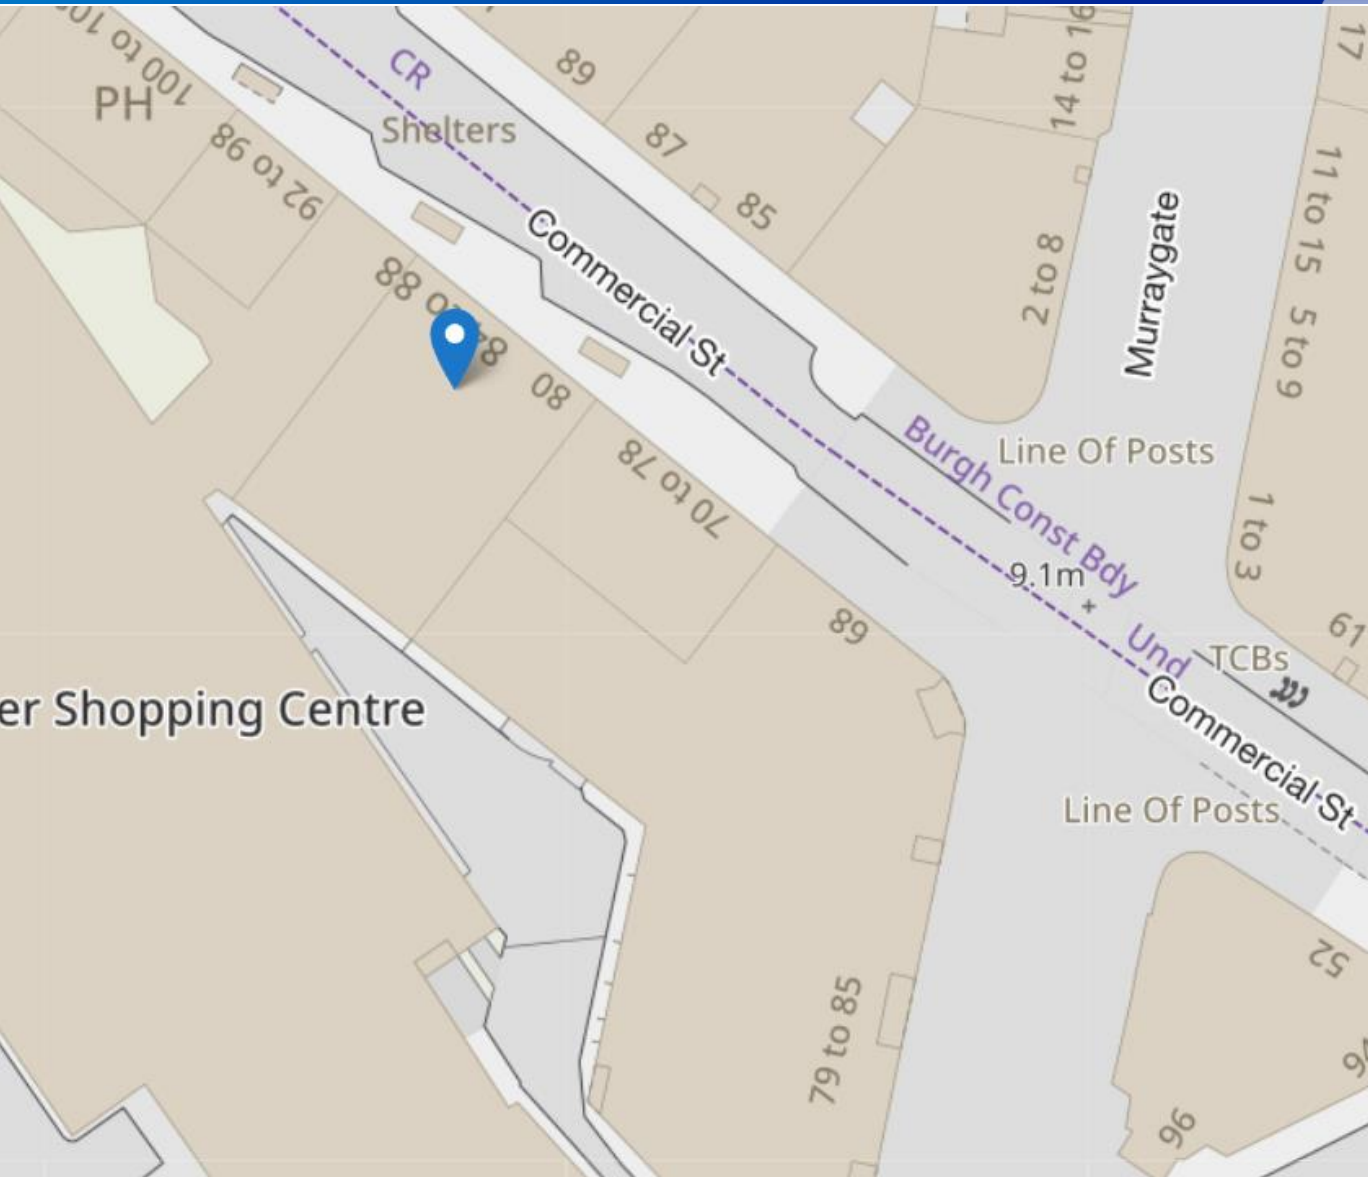 100 to 10
PH
CR
Shelters
89
87
85
14 to 16
17
92 to 98
88
80
70 to 78
Commercial St
2 to 8
Murraygate
11 to 15
5 to 9
1 to 3
Line Of Posts
Burgh Const Bdy
9.1m
Und
TCBs
61
68
er Shopping Centre
Commercial St
Line Of Posts
79 to 85
52
96